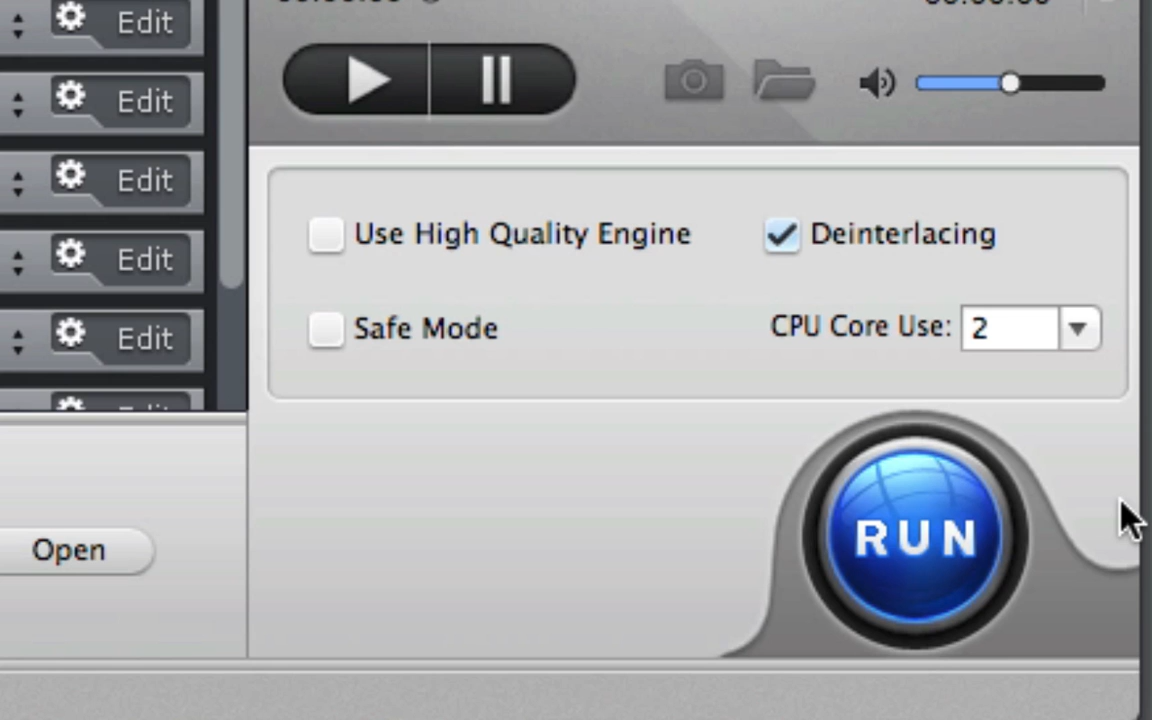 Edit
Edit
Edit
Edit
Edit
Use High Quality Engine
Deinterlacing
Safe Mode
CPU Core Use: 2
RUN
Open